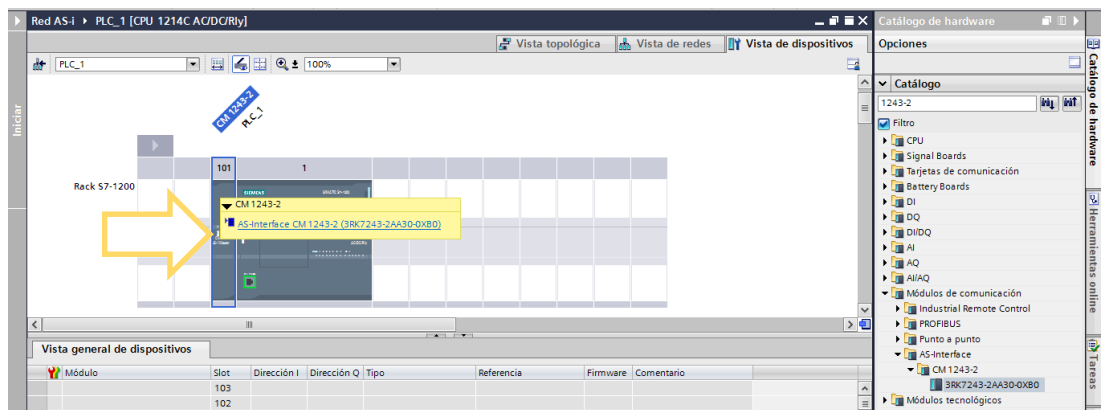 Red AS-i ▸ PLC_1 [CPU 1214C AC/DC/Rly]
Vista topológica Vista de redes Vista de dispositivos
PLC_1 100%
Iniciar
CM 1243-2
PLC_1
101 1
Rack S7-1200
SIEMENS
CM 1243-2
AS-Interface CM 1243-2 (3RK7243-2AA30-0XB0)
Vista general de dispositivos
Módulo Slot Dirección I Dirección Q Tipo Referencia Firmware Comentario
103
102
Catálogo de hardware
Opciones
Catálogo
1243-2
Filtro
CPU
Signal Boards
Tarjetas de comunicación
Battery Boards
DI
DQ
DI/DQ
AI
AQ
AI/AQ
Módulos de comunicación
Industrial Remote Control
PROFIBUS
Punto a punto
AS-Interface
CM 1243-2
3RK7243-2AA30-0XB0
Módulos tecnológicos
Catálogo de hardware
Herramientas online
Tareas